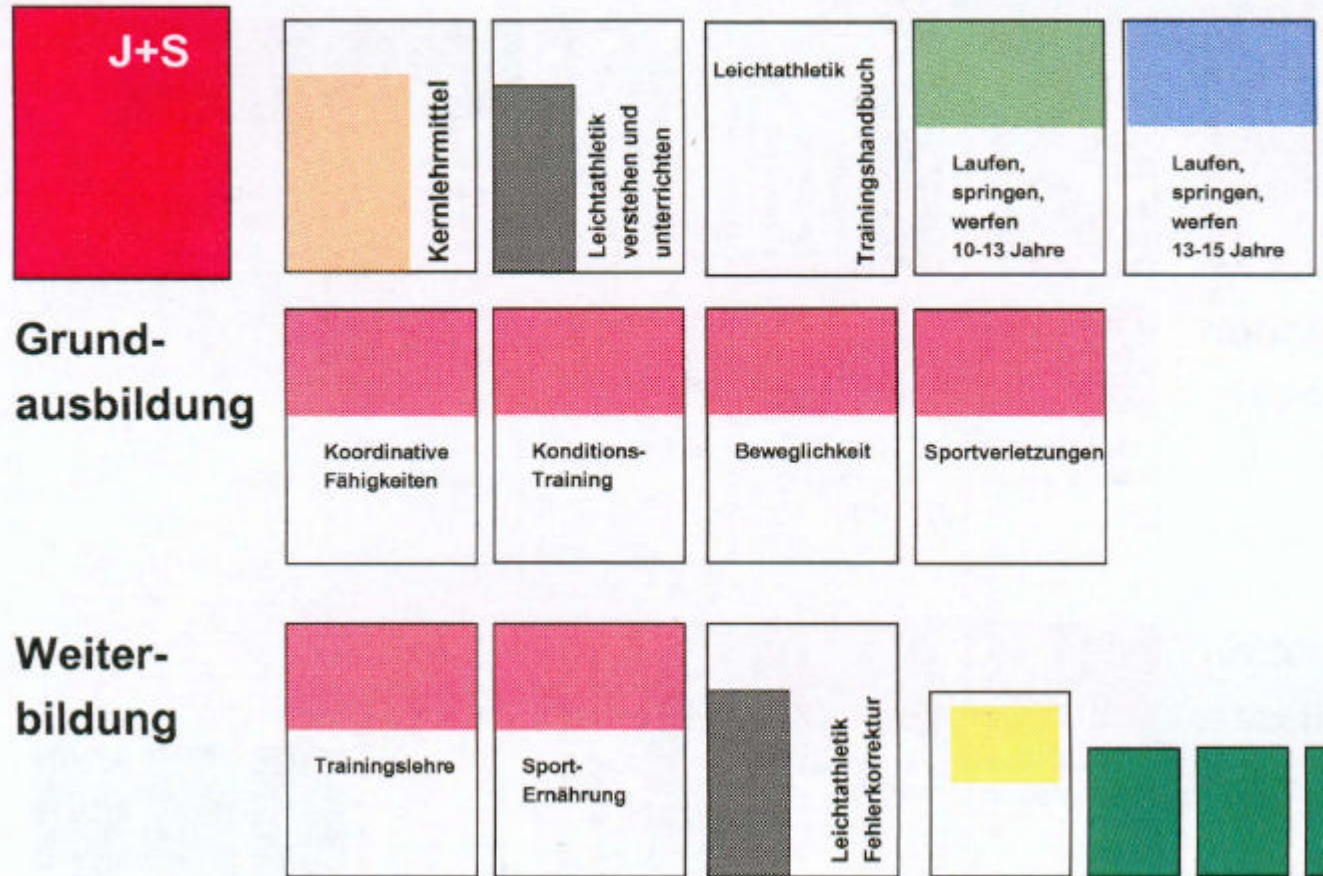 J+S
Kernlehrmittel
Leichtathletik
verstehen und
unterrichten
Leichtathletik
Trainingshandbuch
Laufen,
springen,
werfen
10-13 Jahre
Laufen,
springen,
werfen
13-15 Jahre
Grund-
ausbildung
Koordinative
Fähigkeiten
Konditions-
Training
Beweglichkeit
Sportverletzungen
Weiter-
bildung
Trainingslehre
Sport-
Ernährung
Leichtathletik
Fehlerkorrektur